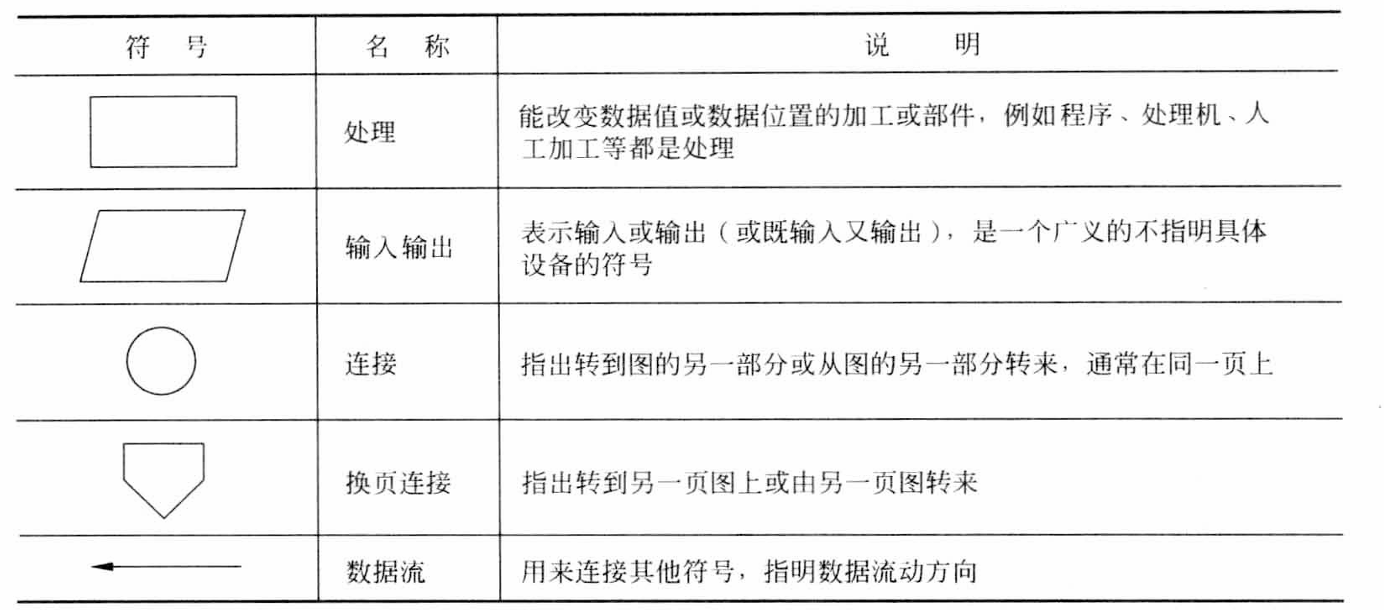 符 号 名 称 说 明
处理 能改变数据值或数据位置的加工或部件，例如程序、处理机、人
工加工等都是处理
输入输出 表示输入或输出（或既输入又输出），是一个广义的不指明具体
设备的符号
连接 指出转到图的另一部分或从图的另一部分转来，通常在同一页上
换页连接 指出转到另一页图上或由另一页图转来
数据流 用来连接其他符号，指明数据流动方向